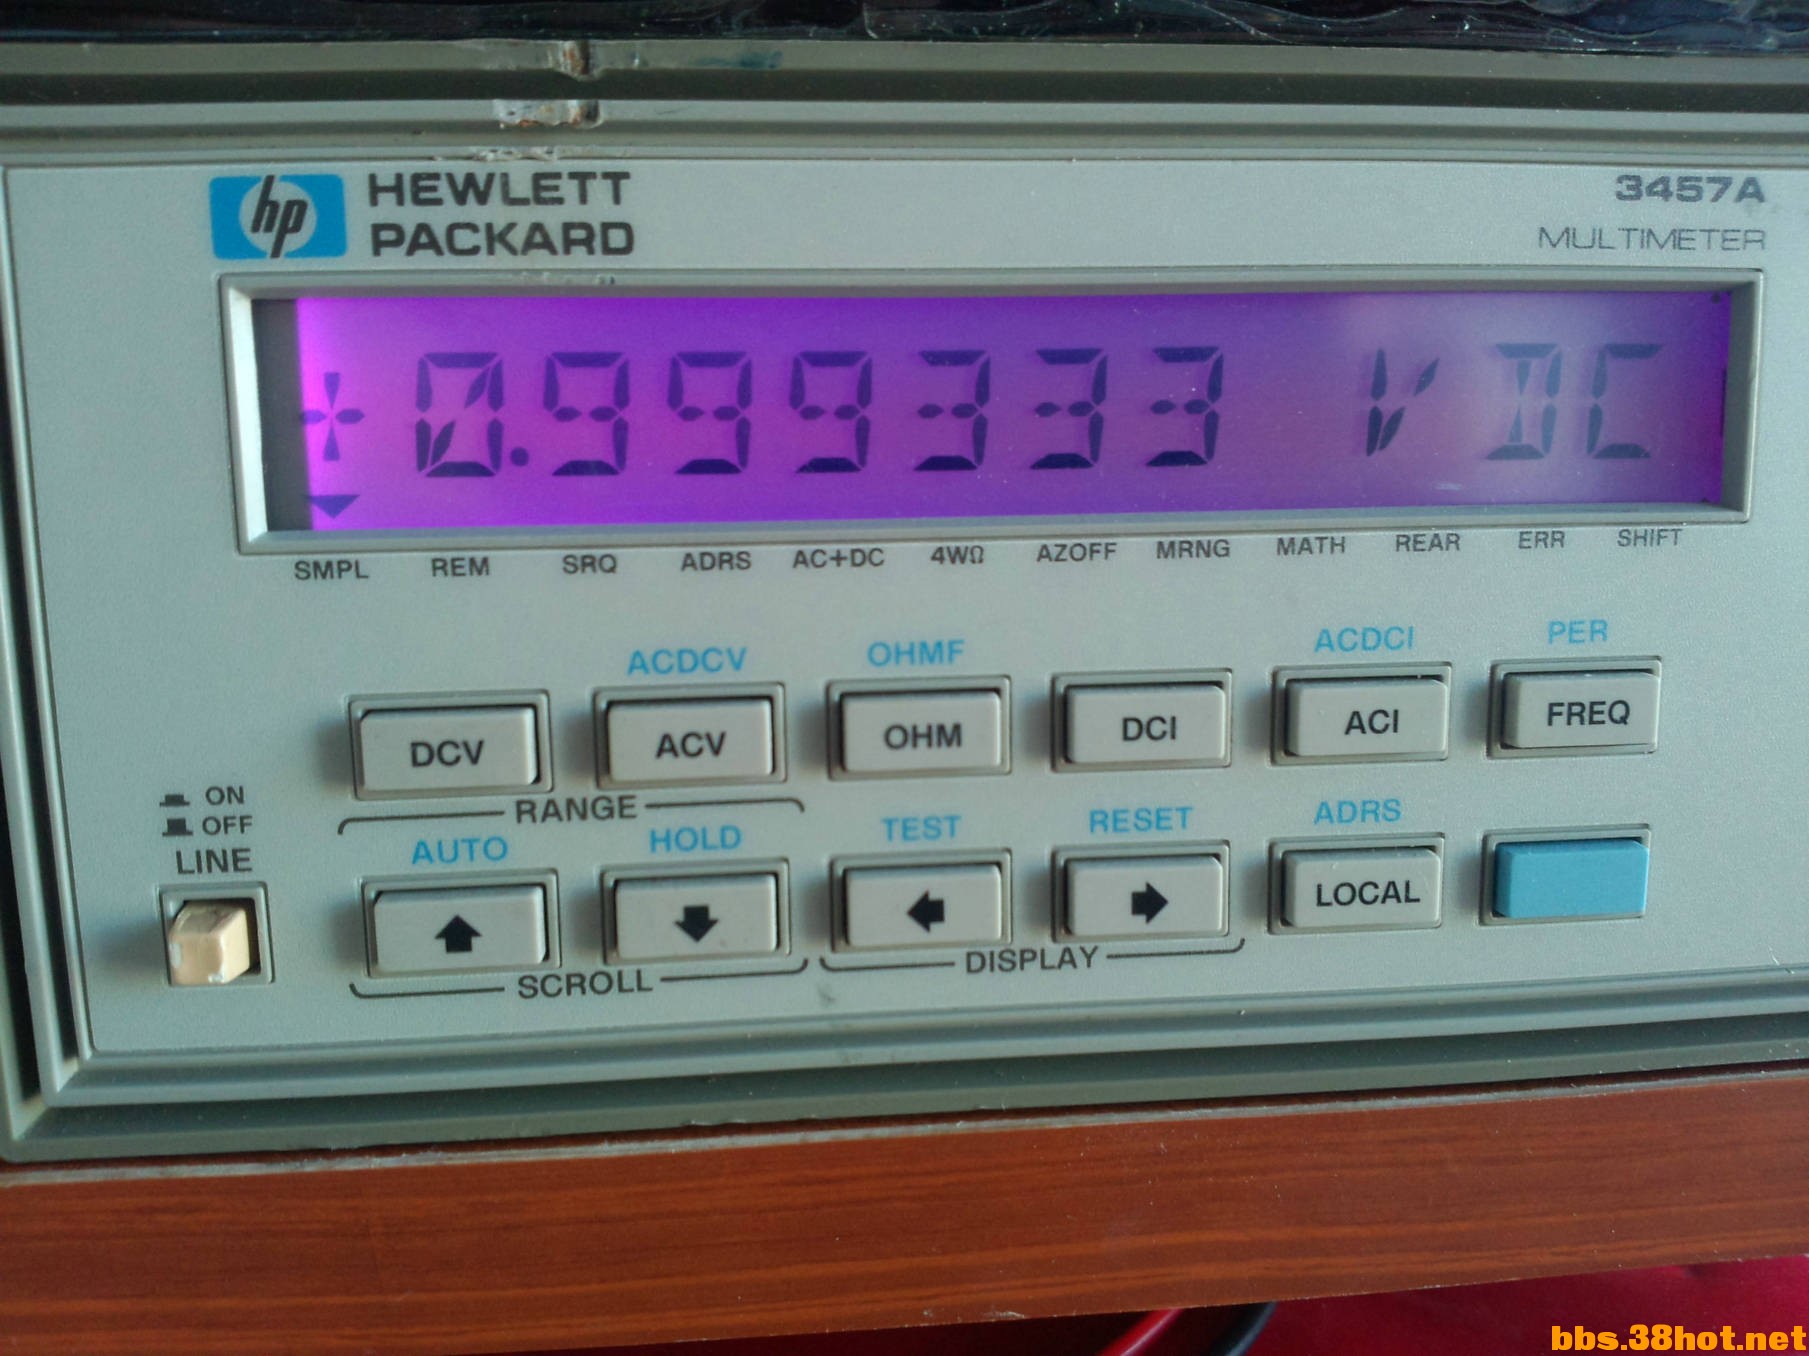 hp HEWLETT
PACKARD
3457A
MULTIMETER
+0.999333 V DC
SMPL REM SRQ ADRS AC+DC 4WΩ AZOFF MRNG MATH REAR ERR SHIFT
ACDCV OHMF ACDCI PER
DCV ACV OHM DCI ACI FREQ
RANGE
ON
OFF
LINE
AUTO HOLD TEST RESET ADRS
LOCAL
SCROLL DISPLAY
bbs.38hot.net